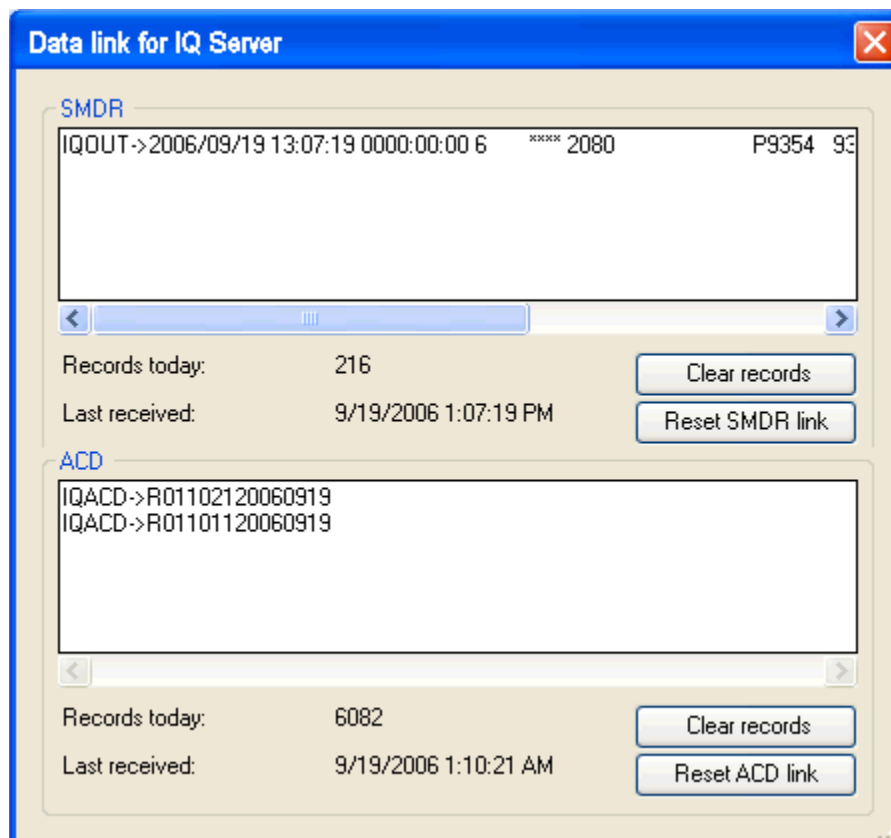 Data link for IQ Server
SMDR
IQOUT->2006/09/19 13:07:19 0000:00:00 6 **** 2080 P9354 93
Records today: 216 Clear records
Last received: 9/19/2006 1:07:19 PM Reset SMDR link
ACD
IQACD->R01102120060919
IQACD->R01101120060919
Records today: 6082 Clear records
Last received: 9/19/2006 1:10:21 AM Reset ACD link